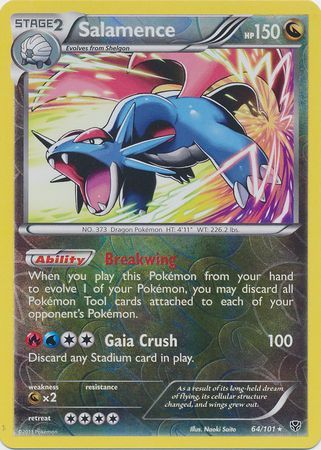 STAGE2 Salamence HP150
Evolves from Shelgon
NO. 373 Dragon Pokémon HT: 4'11" WT: 226.2 lbs.
Ability Breakwing
When you play this Pokémon from your hand
to evolve 1 of your Pokémon, you may discard all
Pokémon Tool cards attached to each of your
opponent's Pokémon.
Gaia Crush 100
Discard any Stadium card in play.
weakness resistance
×2
retreat
As a result of its long-held dream
of flying, its cellular structure
changed, and wings grew out.
©2013 Pokémon Illus. Naoki Saito 64/101★